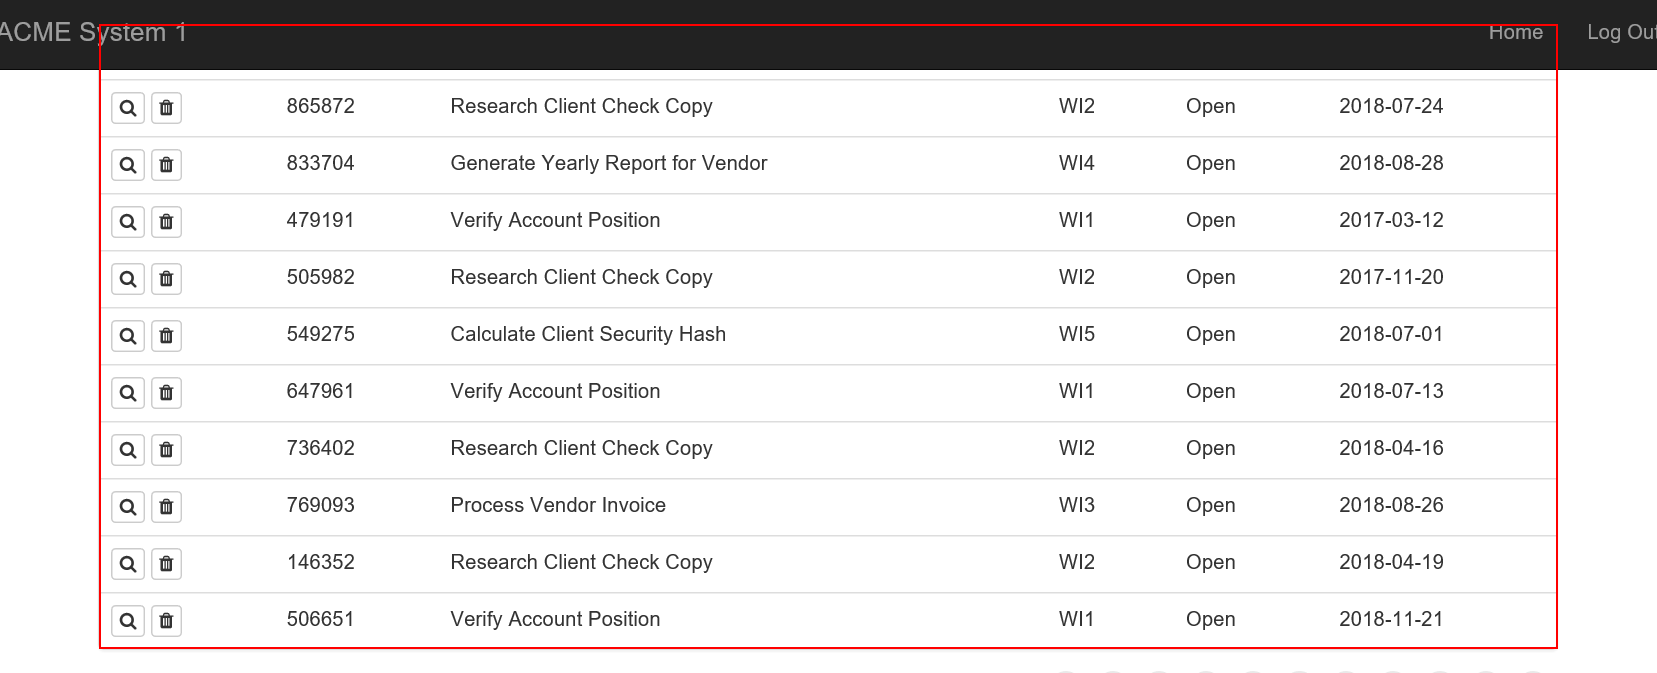 ACME System 1 Home Log Out
865872 Research Client Check Copy WI2 Open 2018-07-24
833704 Generate Yearly Report for Vendor WI4 Open 2018-08-28
479191 Verify Account Position WI1 Open 2017-03-12
505982 Research Client Check Copy WI2 Open 2017-11-20
549275 Calculate Client Security Hash WI5 Open 2018-07-01
647961 Verify Account Position WI1 Open 2018-07-13
736402 Research Client Check Copy WI2 Open 2018-04-16
769093 Process Vendor Invoice WI3 Open 2018-08-26
146352 Research Client Check Copy WI2 Open 2018-04-19
506651 Verify Account Position WI1 Open 2018-11-21